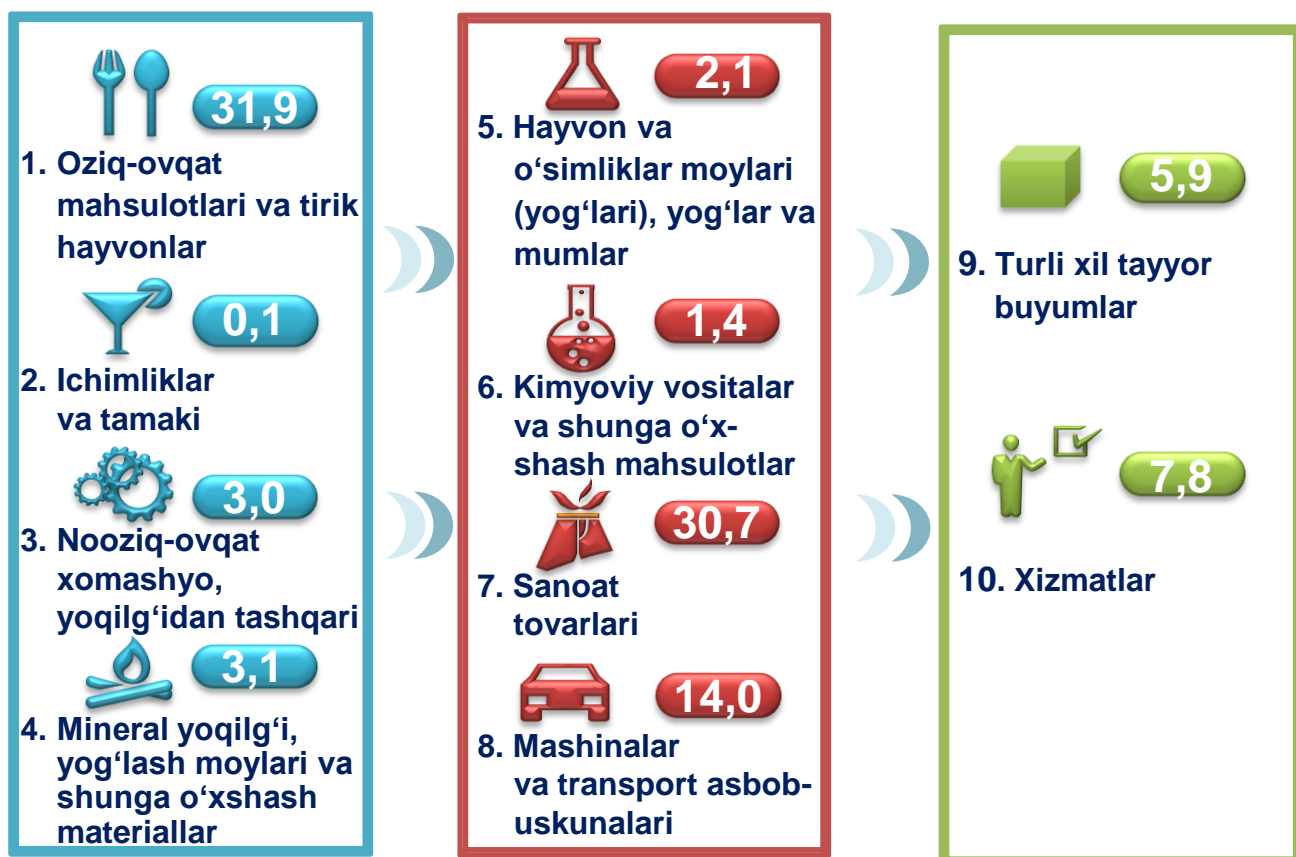 31,9
1. Oziq-ovqat
mahsulotlari va tirik
hayvonlar
0,1
2. Ichimliklar
va tamaki
3,0
3. Nooziq-ovqat
xomashyo,
yoqilg‘idan tashqari
3,1
4. Mineral yoqilg‘i,
yog‘lash moylari va
shunga o‘xshash
materiallar
2,1
5. Hayvon va
o‘simliklar moylari
(yog‘lari), yog‘lar va
mumlar
1,4
6. Kimyoviy vositalar
va shunga o‘x-
shash mahsulotlar
30,7
7. Sanoat
tovarlari
14,0
8. Mashinalar
va transport asbob-
uskunalari
5,9
9. Turli xil tayyor
buyumlar
7,8
10. Xizmatlar